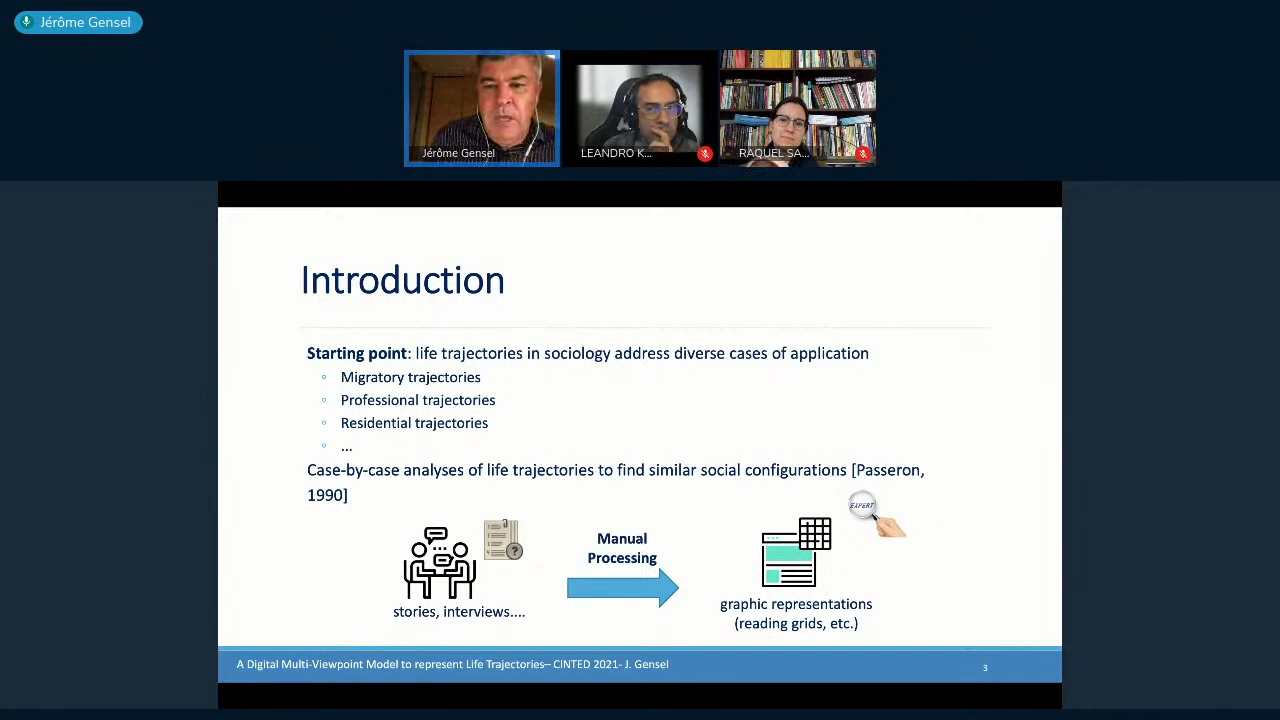 Jérôme Gensel
Jérôme Gensel
LEANDRO K...
RAQUEL SA...
Introduction
Starting point: life trajectories in sociology address diverse cases of application
Migratory trajectories
Professional trajectories
Residential trajectories
...
Case-by-case analyses of life trajectories to find similar social configurations [Passeron,
1990]
EXPERT
?
Manual
Processing
stories, interviews....
graphic representations
(reading grids, etc.)
A Digital Multi-Viewpoint Model to represent Life Trajectories– CINTED 2021- J. Gensel
3